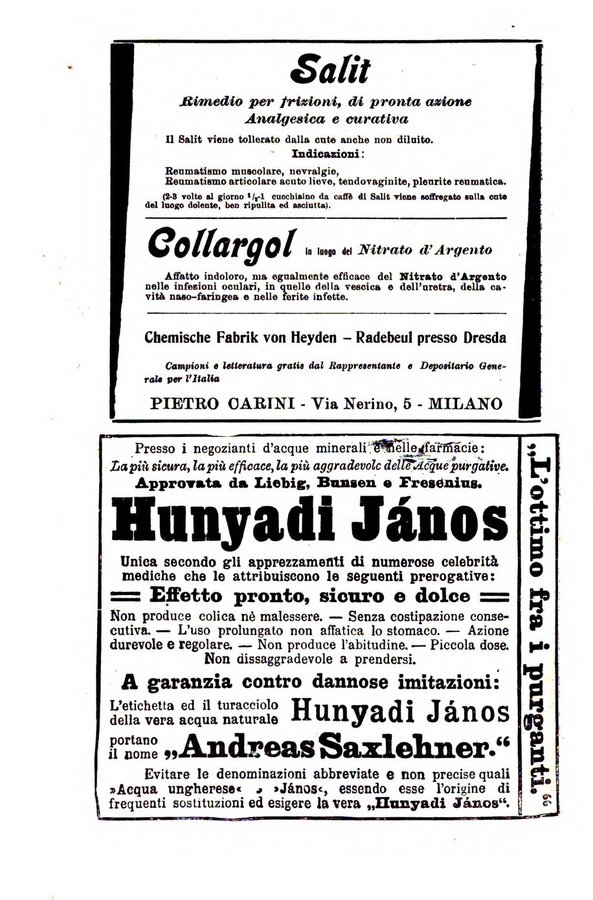 Salit
Rimedio per frizioni, di pronta azione
Analgesica e curativa
Il Salit viene tollerato dalla cute anche non diluito.
Indicazioni:
Reumatismo muscolare, nevralgie,
Reumatismo articolare acuto lieve, tendovaginite, pleurite reumatica.
(2-3 volte al giorno ½-1 cucchiaino da caffè di Salit viene soffregato sulla cute
del luogo dolente, ben ripulita ed asciutta).
Collargol in luogo del Nitrato d'Argento
Affatto indoloro, ma egualmente efficace del Nitrato d'Argento
nelle infezioni oculari, in quelle della vescica e dell'uretra, della ca-
vità naso-faringea e nelle ferite infette.
Chemische Fabrik von Heyden – Radebeul presso Dresda
Campioni e letteratura gratis dal Rappresentante e Depositario Gene-
rale per l'Italia
PIETRO CARINI - Via Nerino, 5 - MILANO
Presso i negozianti d'acque minerali e nelle farmacie:
La più sicura, la più efficace, la più aggradevole delle Acque purgative.
Approvata da Liebig, Bunsen e Fresenius.
Hunyadi János
Unica secondo gli apprezzamenti di numerose celebrità
mediche che le attribuiscono le seguenti prerogative:
Effetto pronto, sicuro e dolce
Non produce colica nè malessere. — Senza costipazione conse-
cutiva. — L'uso prolungato non affatica lo stomaco. — Azione
durevole e regolare. — Non produce l'abitudine. — Piccola dose.
Non dissaggradevole a prendersi.
A garanzia contro dannose imitazioni:
L'etichetta ed il turacciolo
della vera acqua naturale Hunyadi János
portano
il nome „Andreas Saxlehner.“
Evitare le denominazioni abbreviate e non precise quali
»Acqua ungherese« „ »János«, essendo esse l'origine di
frequenti sostituzioni ed esigere la vera „Hunyadi János“.
„L'ottimo fra i purganti.“